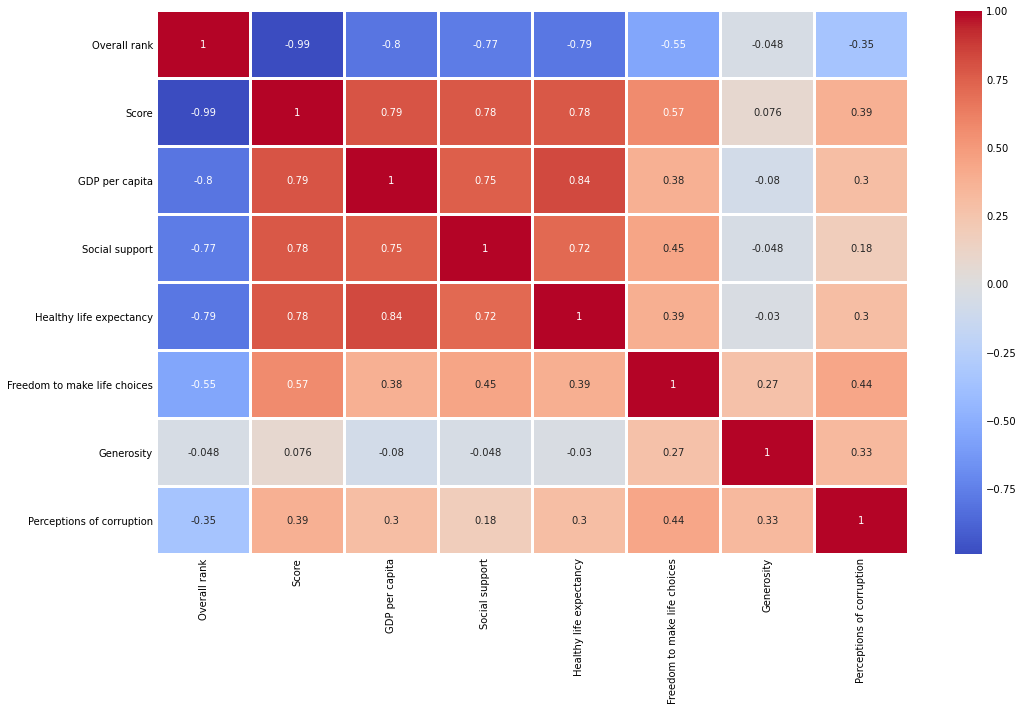 Overall rank 1 -0.99 -0.8 -0.77 -0.79 -0.55 -0.048 -0.35
Score -0.99 1 0.79 0.78 0.78 0.57 0.076 0.39
GDP per capita -0.8 0.79 1 0.75 0.84 0.38 -0.08 0.3
Social support -0.77 0.78 0.75 1 0.72 0.45 -0.048 0.18
Healthy life expectancy -0.79 0.78 0.84 0.72 1 0.39 -0.03 0.3
Freedom to make life choices -0.55 0.57 0.38 0.45 0.39 1 0.27 0.44
Generosity -0.048 0.076 -0.08 -0.048 -0.03 0.27 1 0.33
Perceptions of corruption -0.35 0.39 0.3 0.18 0.3 0.44 0.33 1
Overall rank
Score
GDP per capita
Social support
Healthy life expectancy
Freedom to make life choices
Generosity
Perceptions of corruption
1.00
0.75
0.50
0.25
0.00
−0.25
−0.50
−0.75